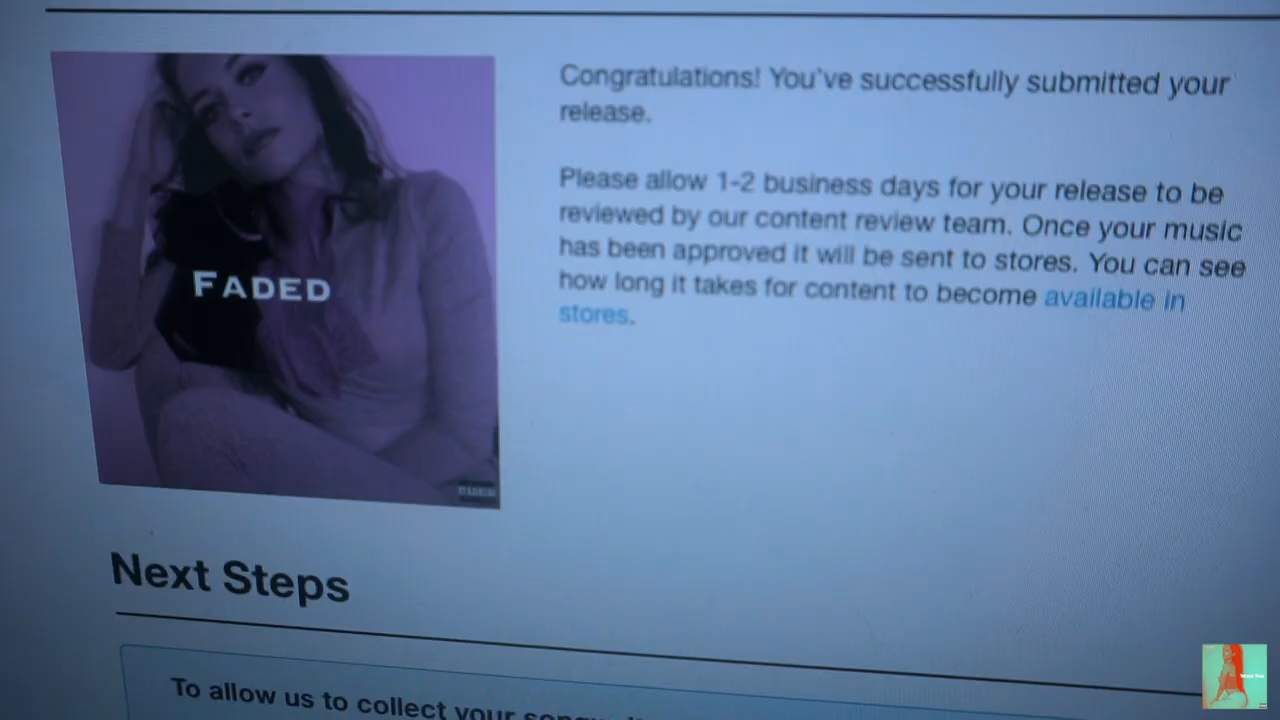 Congratulations! You've successfully submitted your
release.
Please allow 1-2 business days for your release to be
reviewed by our content review team. Once your music
has been approved it will be sent to stores. You can see
how long it takes for content to become available in
stores.
FADED
Next Steps
To allow us to collect your